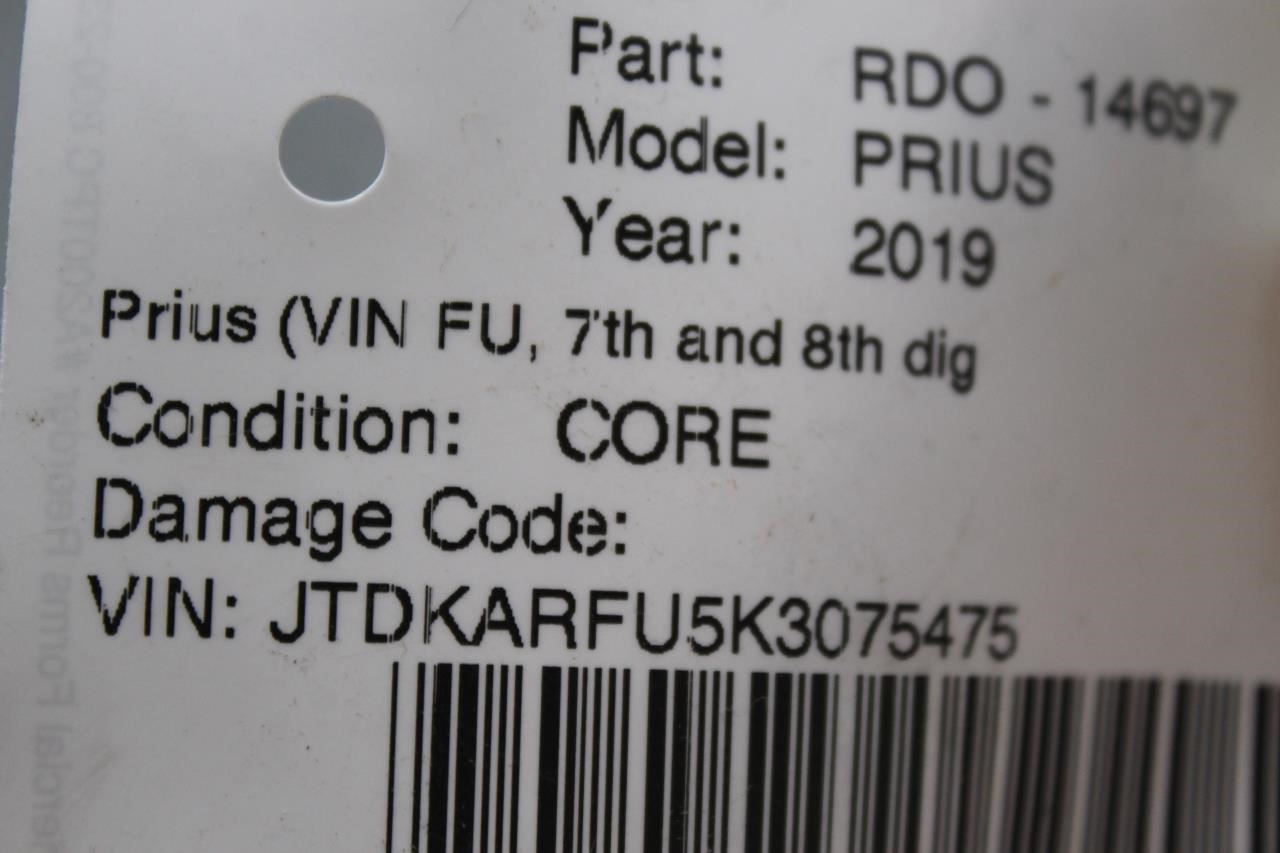 Part: RDO - 14697
Model: PRIUS
Year: 2019
Prius (VIN FU, 7th and 8th dig
Condition: CORE
Damage Code:
VIN: JTDKARFU5K3075475